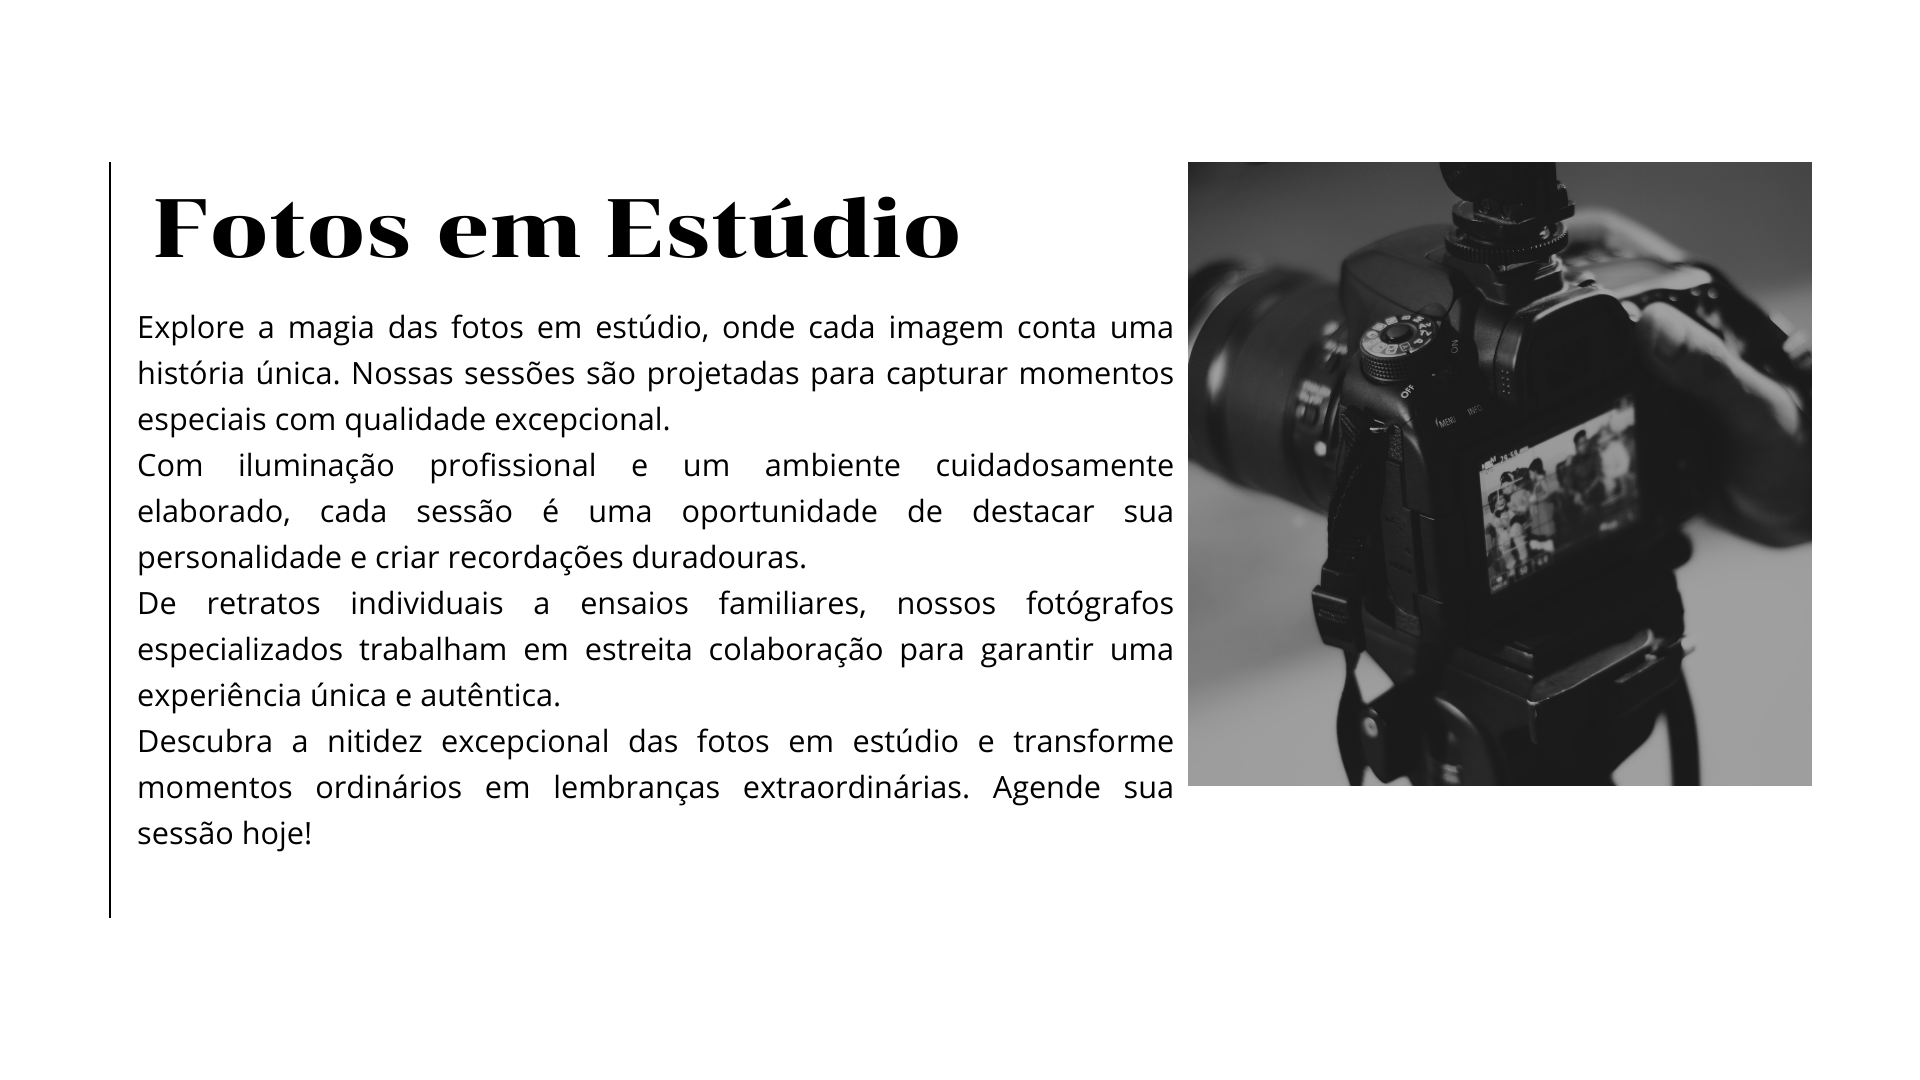 Fotos em Estúdio
Explore a magia das fotos em estúdio, onde cada imagem conta uma
história única. Nossas sessões são projetadas para capturar momentos
especiais com qualidade excepcional.
Com iluminação profissional e um ambiente cuidadosamente
elaborado, cada sessão é uma oportunidade de destacar sua
personalidade e criar recordações duradouras.
De retratos individuais a ensaios familiares, nossos fotógrafos
especializados trabalham em estreita colaboração para garantir uma
experiência única e autêntica.
Descubra a nitidez excepcional das fotos em estúdio e transforme
momentos ordinários em lembranças extraordinárias. Agende sua
sessão hoje!
ON
OFF
MENU INFO